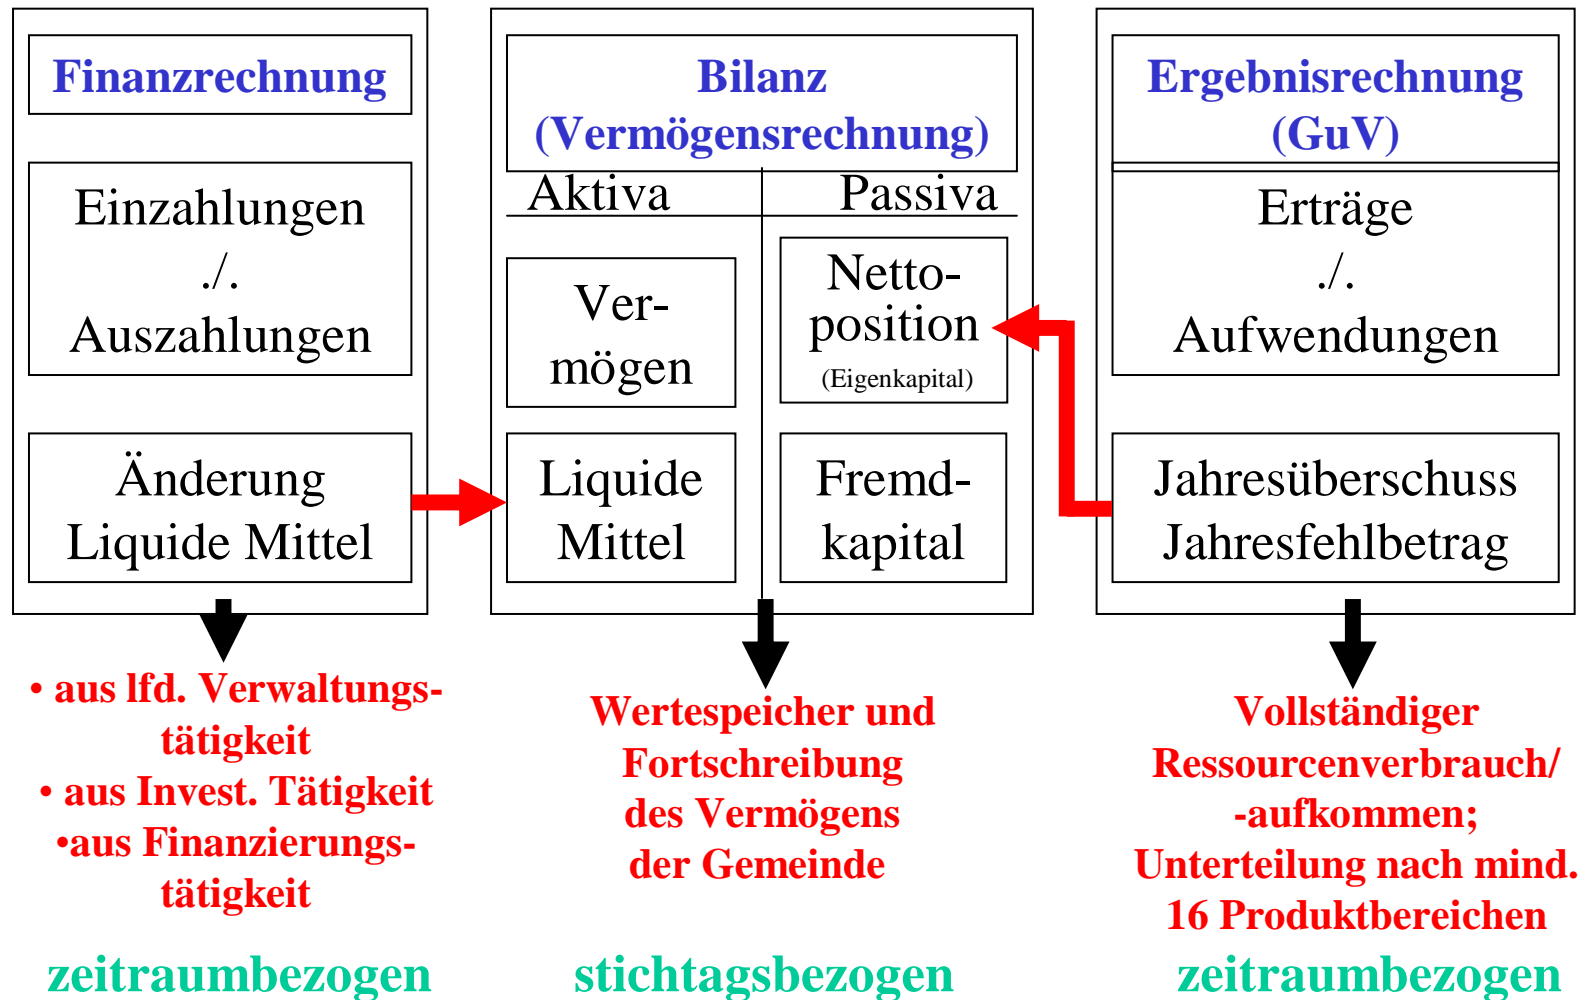 Finanzrechnung
Einzahlungen
./.
Auszahlungen
Änderung
Liquide Mittel
• aus lfd. Verwaltungs-
tätigkeit
• aus Invest. Tätigkeit
•aus Finanzierungs-
tätigkeit
zeitraumbezogen
Bilanz
(Vermögensrechnung)
Aktiva
Passiva
Ver-
mögen
Netto-
position
(Eigenkapital)
Liquide
Mittel
Fremd-
kapital
Wertespeicher und
Fortschreibung
des Vermögens
der Gemeinde
stichtagsbezogen
Ergebnisrechnung
(GuV)
Erträge
./.
Aufwendungen
Jahresüberschuss
Jahresfehlbetrag
Vollständiger
Ressourcenverbrauch/
-aufkommen;
Unterteilung nach mind.
16 Produktbereichen
zeitraumbezogen